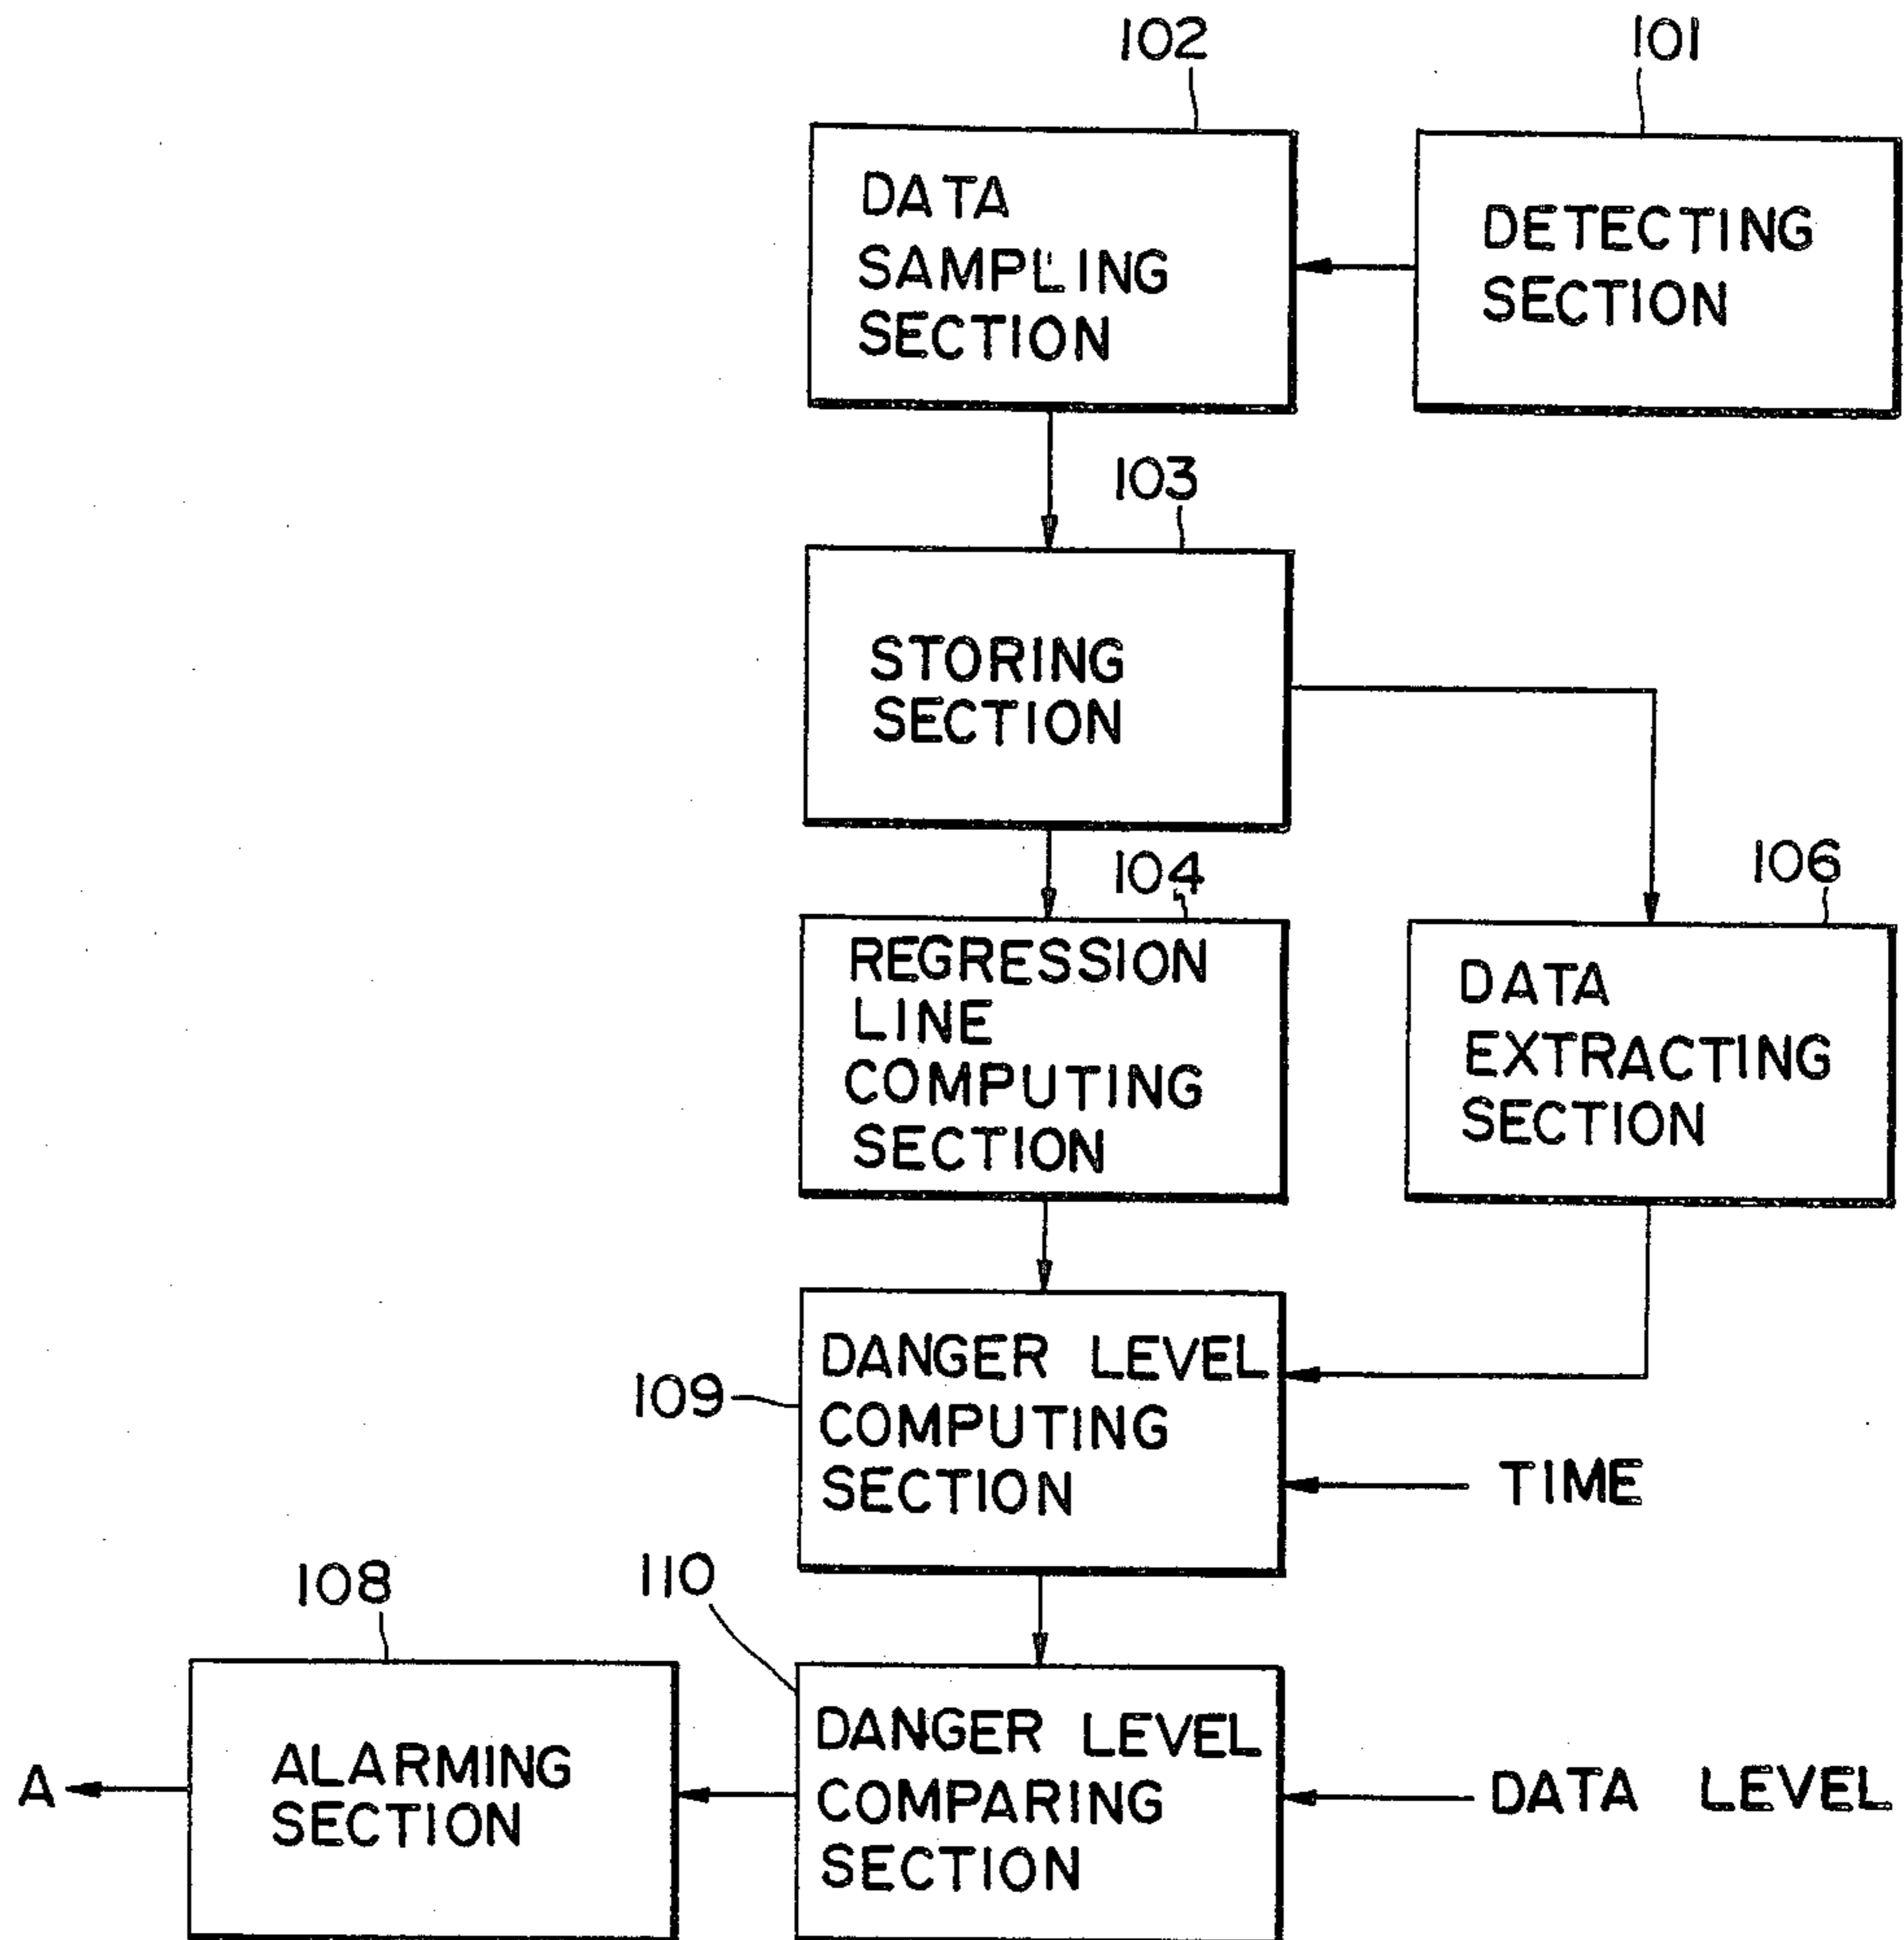 102
101
DATA
SAMPLING
SECTION
DETECTING
SECTION
103
STORING
SECTION
104
106
REGRESSION
LINE
COMPUTING
SECTION
DATA
EXTRACTING
SECTION
109
DANGER LEVEL
COMPUTING
SECTION
TIME
108
110
A
ALARMING
SECTION
DANGER LEVEL
COMPARING
SECTION
DATA LEVEL